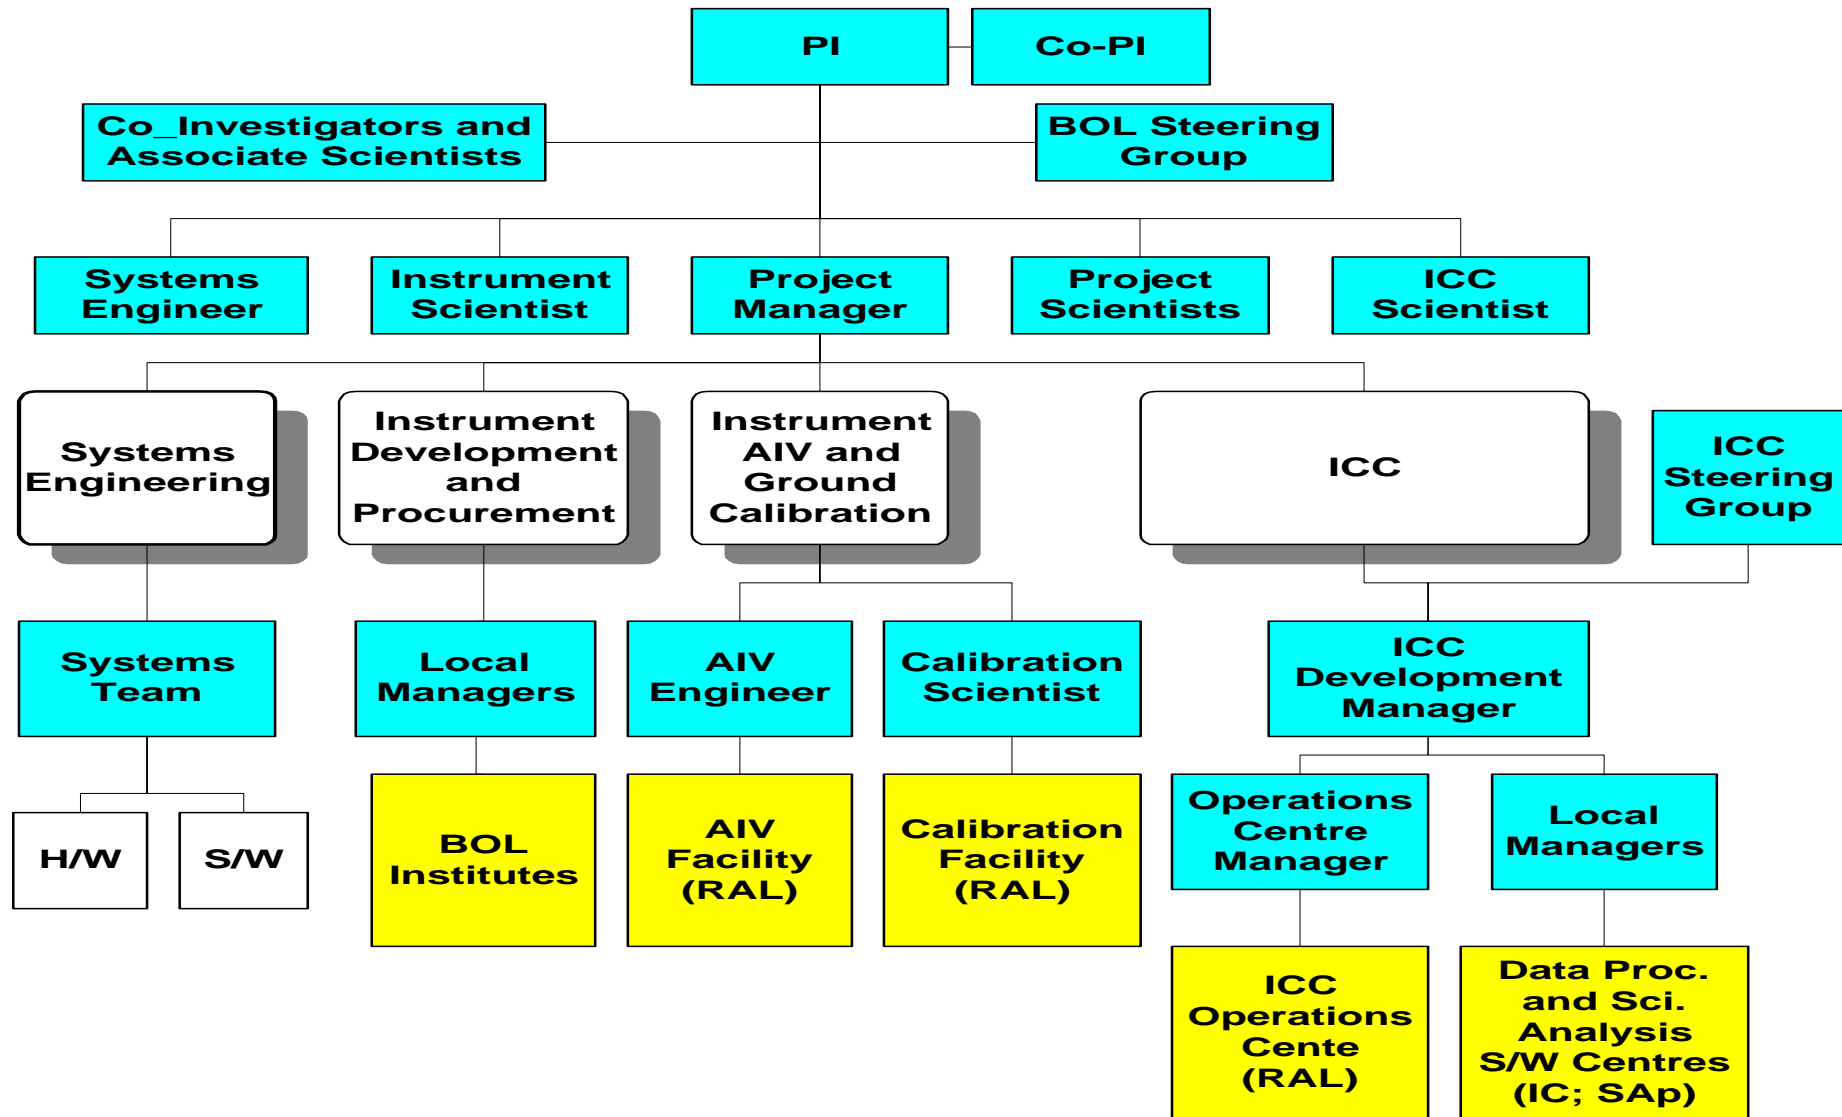 PI
Co-PI
Co_Investigators and
Associate Scientists
BOL Steering
Group
Systems
Engineer
Instrument
Scientist
Project
Manager
Project
Scientists
ICC
Scientist
Systems
Engineering
Instrument
Development
and
Procurement
Instrument
AIV and
Ground
Calibration
ICC
ICC
Steering
Group
Systems
Team
Local
Managers
AIV
Engineer
Calibration
Scientist
ICC
Development
Manager
H/W
S/W
BOL
Institutes
AIV
Facility
(RAL)
Calibration
Facility
(RAL)
Operations
Centre
Manager
Local
Managers
ICC
Operations
Cente
(RAL)
Data Proc.
and Sci.
Analysis
S/W Centres
(IC; SAp)